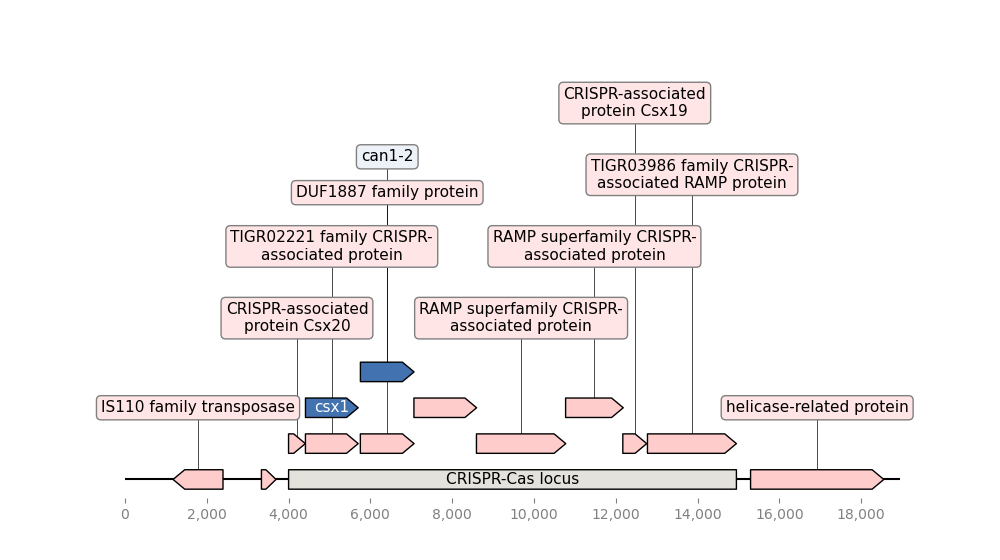 CRISPR-associated
protein Csx19
can1-2
TIGR03986 family CRISPR-
associated RAMP protein
DUF1887 family protein
TIGR02221 family CRISPR-
associated protein
RAMP superfamily CRISPR-
associated protein
CRISPR-associated
protein Csx20
RAMP superfamily CRISPR-
associated protein
IS110 family transposase
csx1
helicase-related protein
CRISPR-Cas locus
0
2,000
4,000
6,000
8,000
10,000
12,000
14,000
16,000
18,000